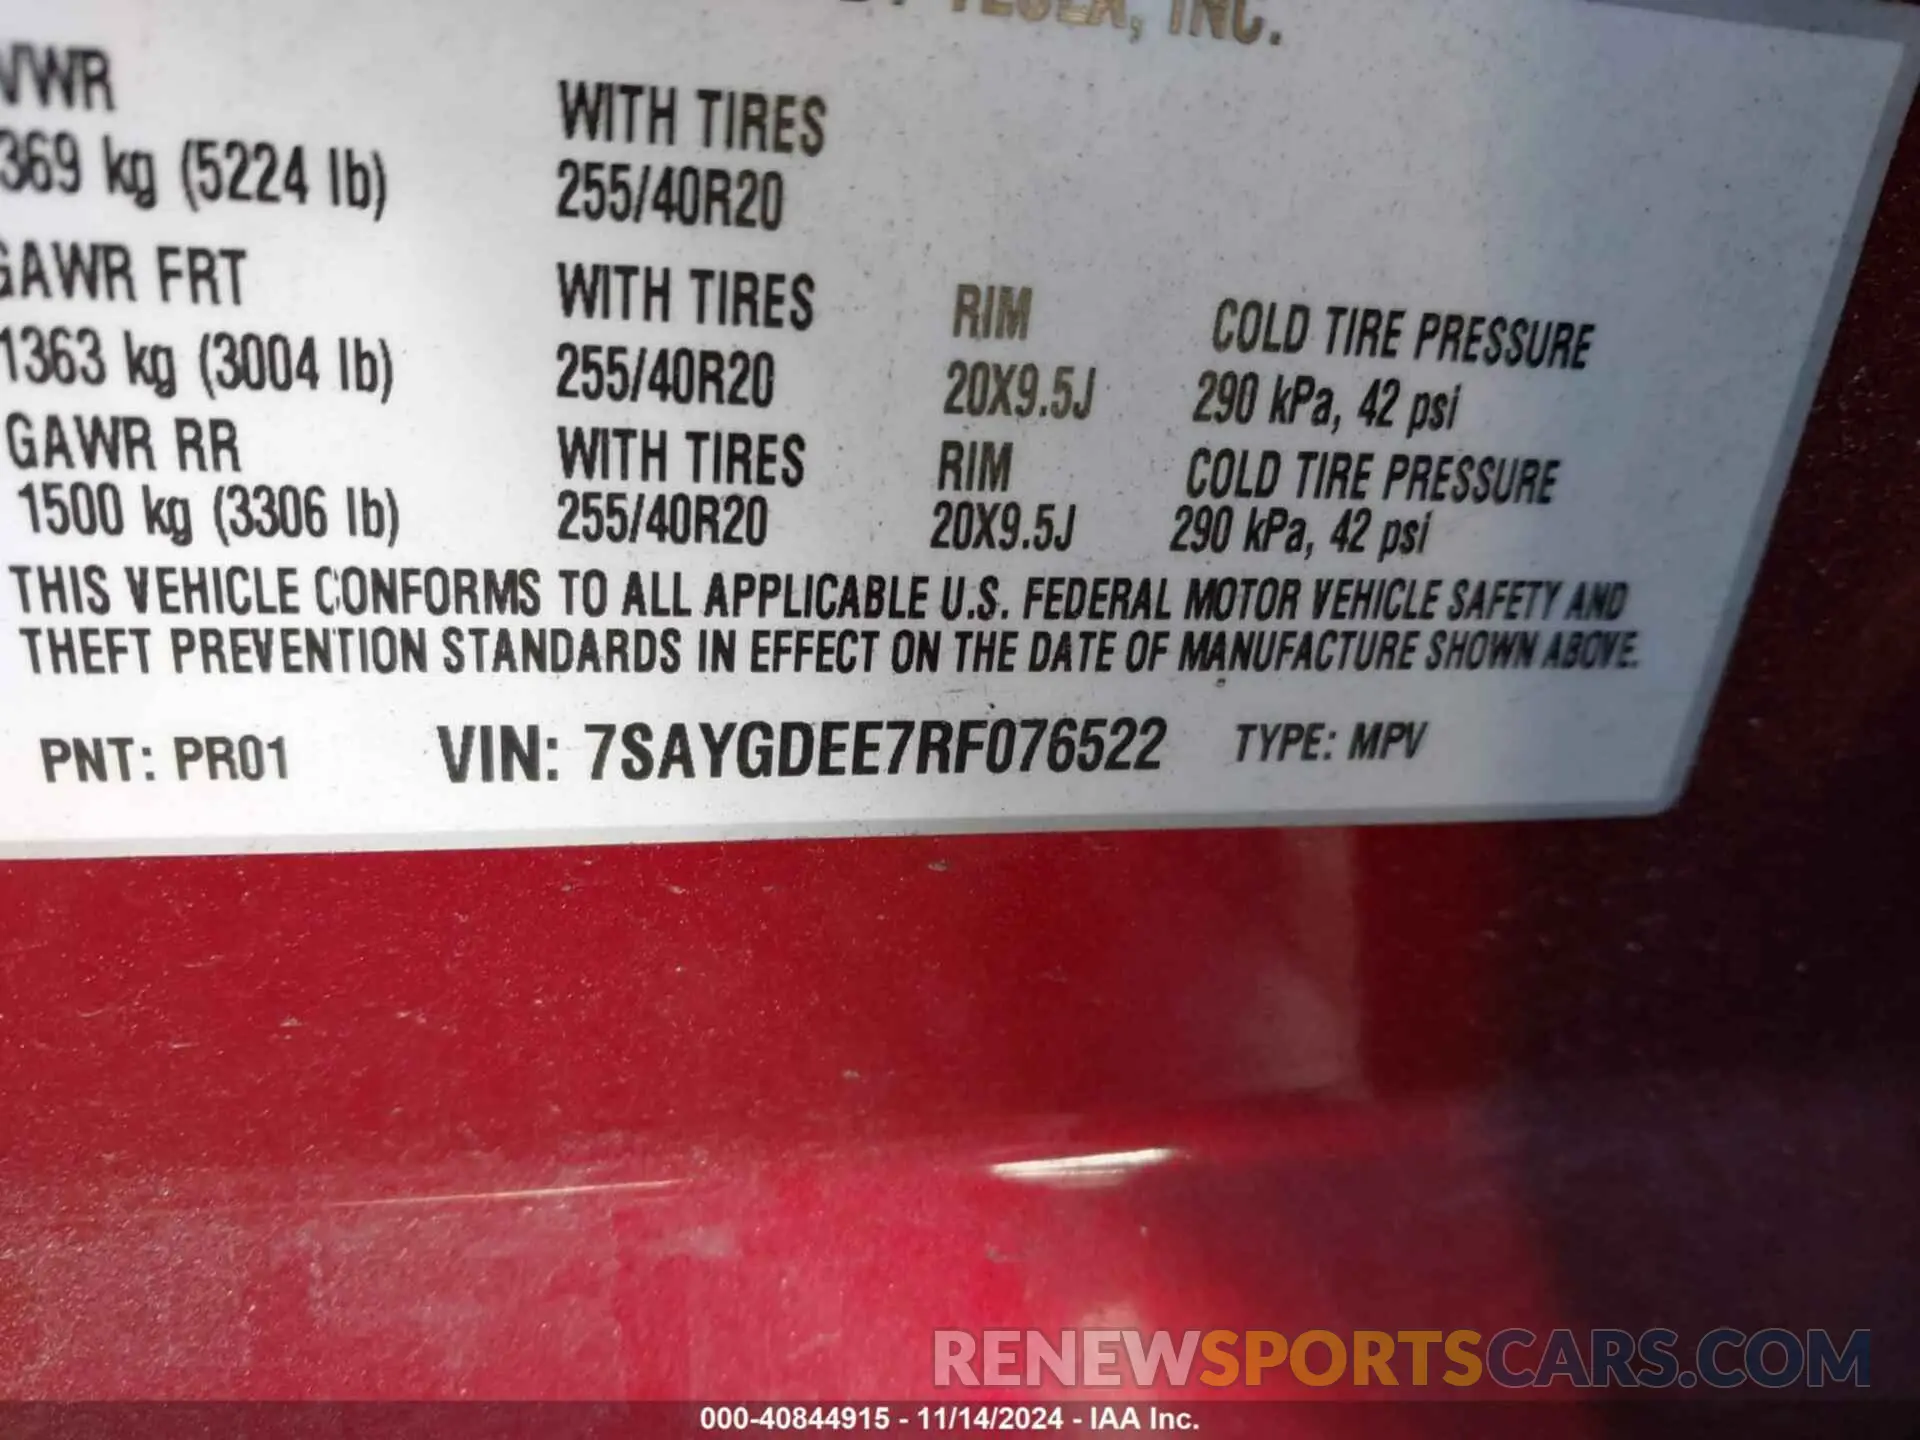 TESLA, INC.
VWR
369 kg (5224 lb)
WITH TIRES
255/40R20
GAWR FRT
1363 kg (3004 lb)
WITH TIRES
255/40R20
RIM
20X9.5J
COLD TIRE PRESSURE
290 kPa, 42 psi
GAWR RR
1500 kg (3306 lb)
WITH TIRES
255/40R20
RIM
20X9.5J
COLD TIRE PRESSURE
290 kPa, 42 psi
THIS VEHICLE CONFORMS TO ALL APPLICABLE U.S. FEDERAL MOTOR VEHICLE SAFETY AND
THEFT PREVENTION STANDARDS IN EFFECT ON THE DATE OF MANUFACTURE SHOWN ABOVE.
PNT: PR01 VIN: 7SAYGDEE7RF076522 TYPE: MPV
RENEWSPORTSCARS.COM
000-40844915 - 11/14/2024 - IAA Inc.